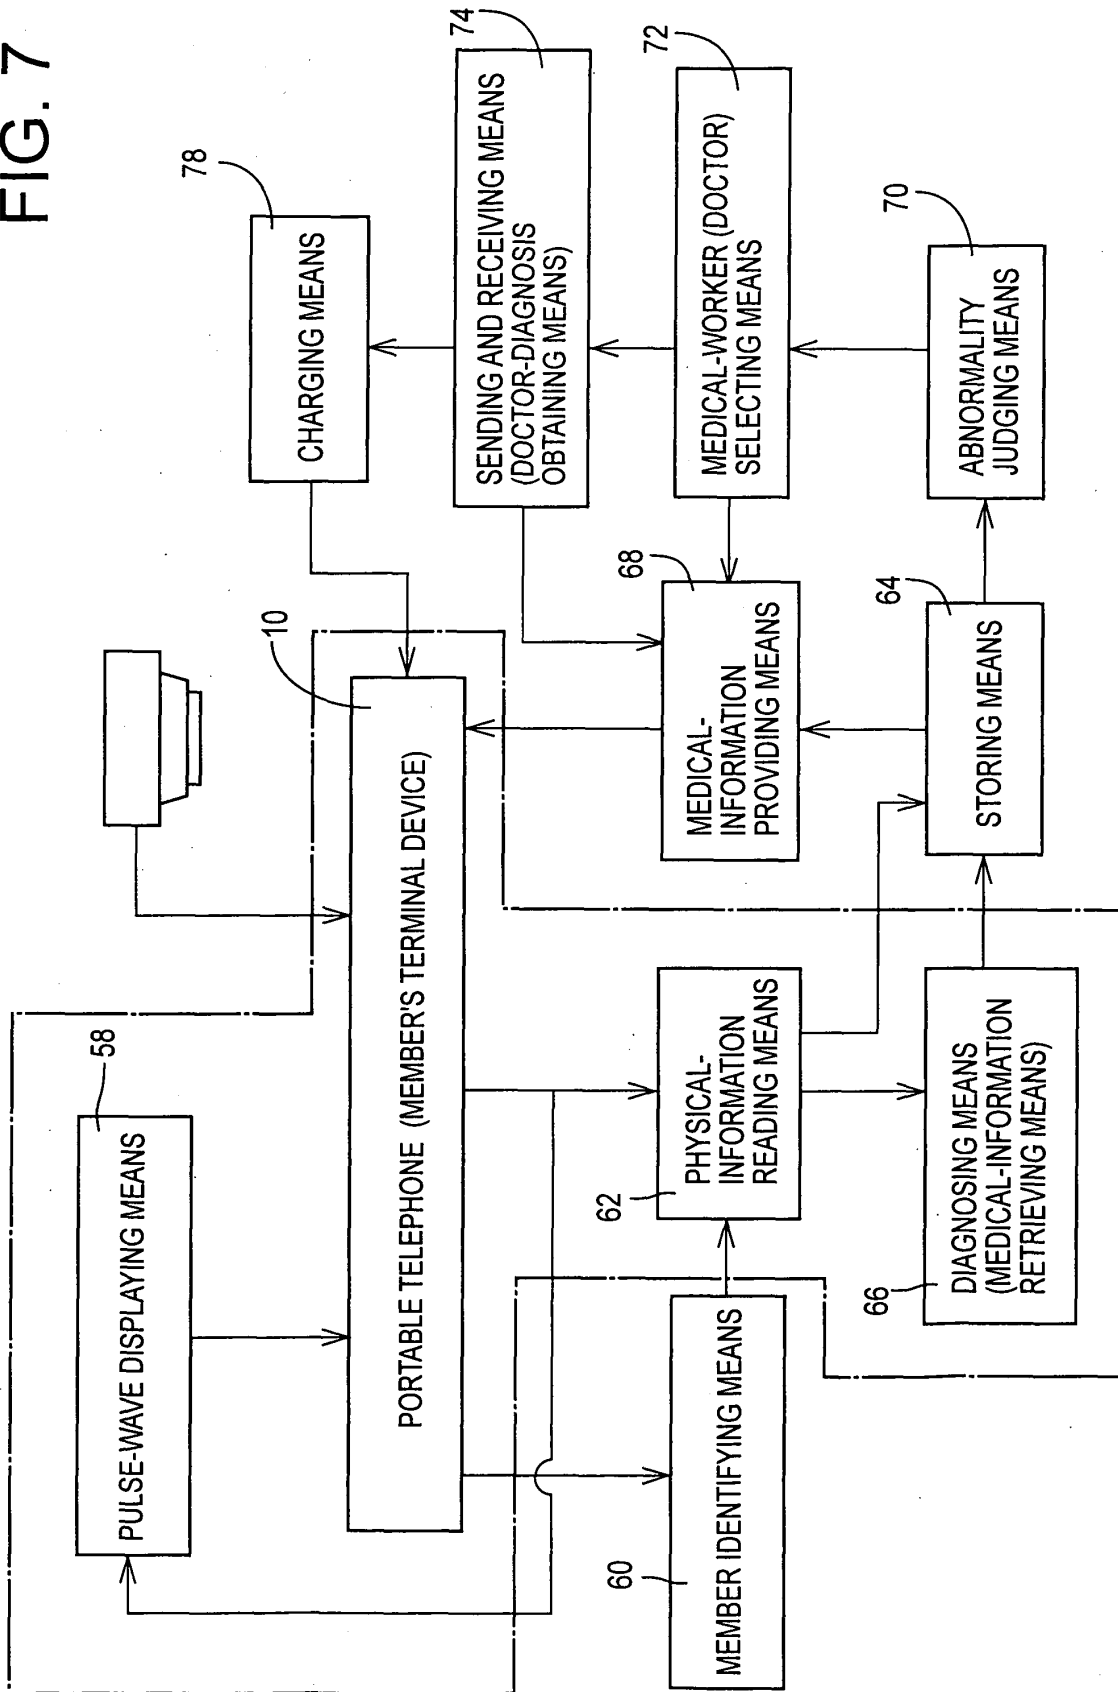 FIG. 7
58
PULSE-WAVE DISPLAYING MEANS
10
PORTABLE TELEPHONE (MEMBER'S TERMINAL DEVICE)
78
CHARGING MEANS
74
SENDING AND RECEIVING MEANS
(DOCTOR-DIAGNOSIS
OBTAINING MEANS)
60
MEMBER IDENTIFYING MEANS
62
PHYSICAL-
INFORMATION
READING MEANS
68
MEDICAL-
INFORMATION
PROVIDING MEANS
72
MEDICAL-WORKER (DOCTOR)
SELECTING MEANS
66
DIAGNOSING MEANS
(MEDICAL-INFORMATION
RETRIEVING MEANS)
64
STORING MEANS
70
ABNORMALITY
JUDGING MEANS